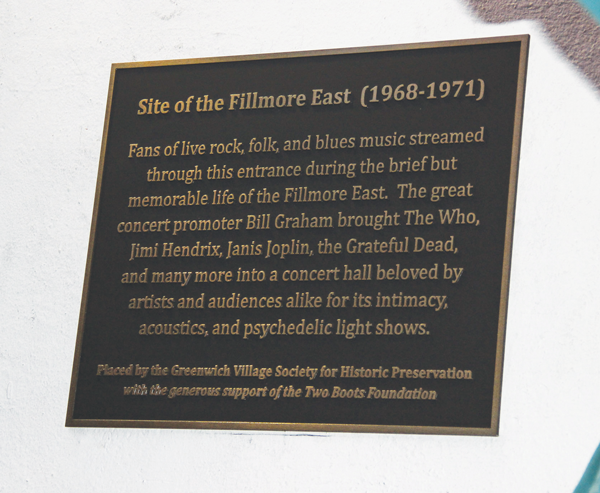 Site of the Fillmore East (1968-1971)
Fans of live rock, folk, and blues music streamed
through this entrance during the brief but
memorable life of the Fillmore East. The great
concert promoter Bill Graham brought The Who,
Jimi Hendrix, Janis Joplin, the Grateful Dead,
and many more into a concert hall beloved by
artists and audiences alike for its intimacy,
acoustics, and psychedelic light shows.
Placed by the Greenwich Village Society for Historic Preservation
with the generous support of the Two Boots Foundation